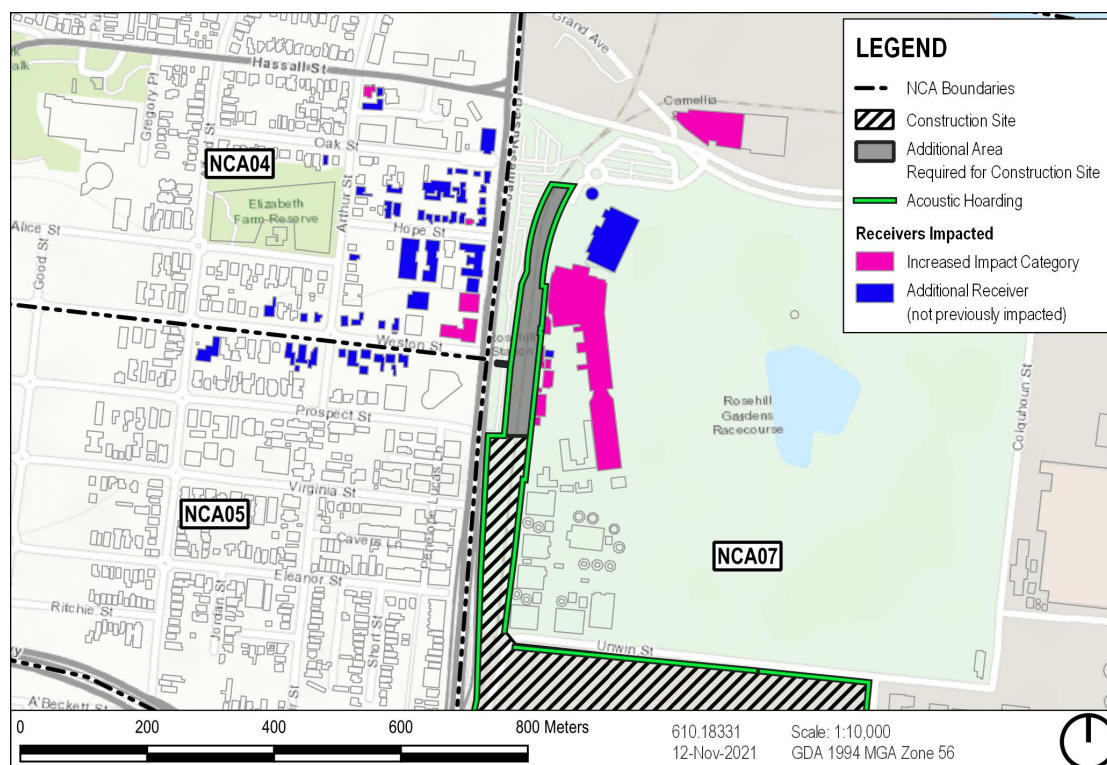 Hassall St
Grand Ave
Gregory Pl
Camellia
Oak St
NCA04
Elizabeth
Farm Reserve
Arthur St
Hope St
Alice St
Good St
Weston St
Station
Prospect St
Rosehill
Gardens
Racecourse
Colquhoun St
Virginia St
Penelope Lucas Ln
NCA05
Cavers Ln
Eleanor St
NCA07
Ritchie St
Jordan St
Short St
Unwin St
A'Beckett St
LEGEND
NCA Boundaries
Construction Site
Additional Area
Required for Construction Site
Acoustic Hoarding
Receivers Impacted
Increased Impact Category
Additional Receiver
(not previously impacted)
0 200 400 600 800 Meters
610.18331 Scale: 1:10,000
12-Nov-2021 GDA 1994 MGA Zone 56